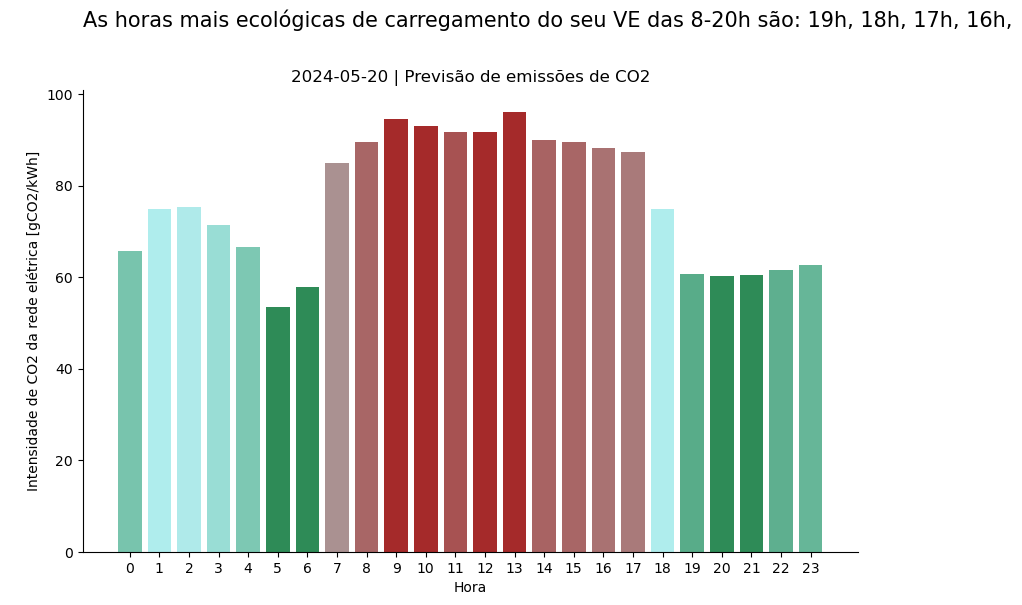 As horas mais ecológicas de carregamento do seu VE das 8-20h são: 19h, 18h, 17h, 16h,
2024-05-20 | Previsão de emissões de CO2
Intensidade de CO2 da rede elétrica [gCO2/kWh]
100
80
60
40
20
0
0 1 2 3 4 5 6 7 8 9 10 11 12 13 14 15 16 17 18 19 20 21 22 23
Hora